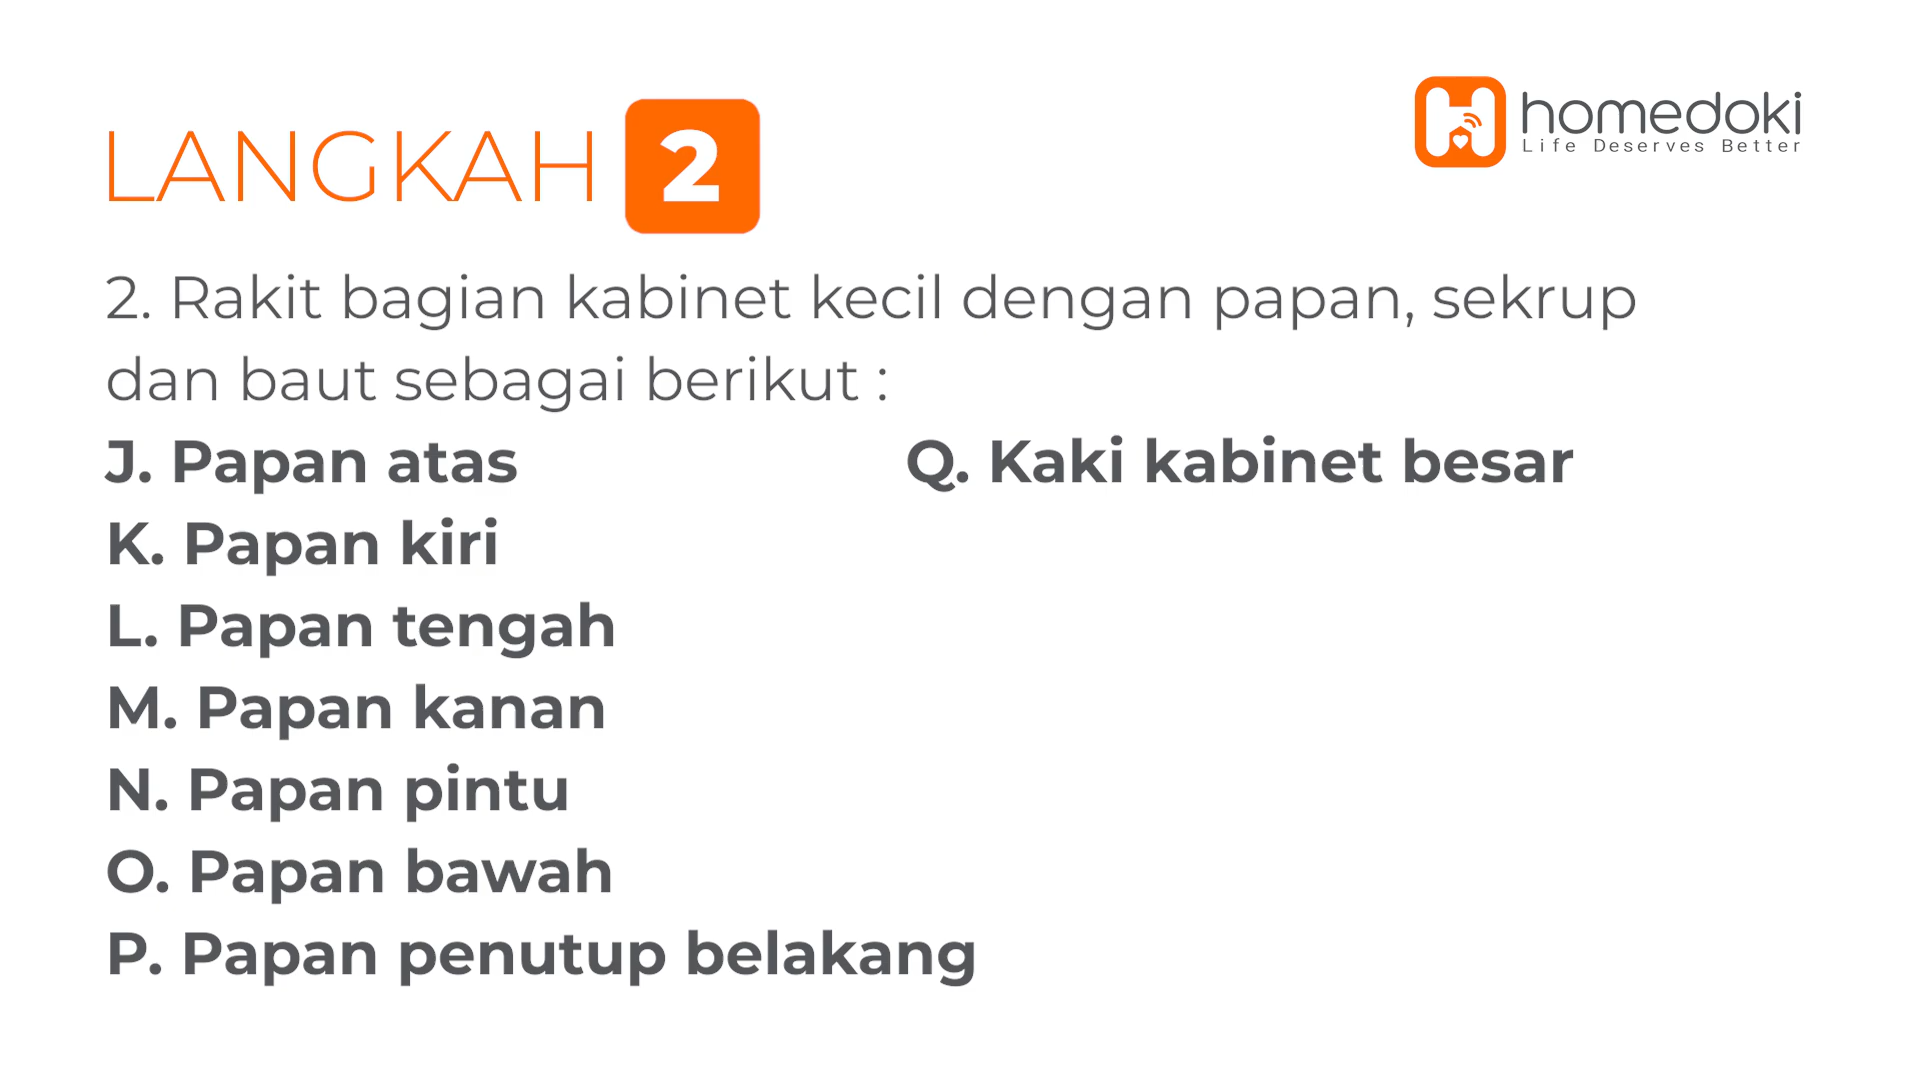 LANGKAH 2
homedoki
Life Deserves Better
2. Rakit bagian kabinet kecil dengan papan, sekrup
dan baut sebagai berikut :
J. Papan atas
K. Papan kiri
L. Papan tengah
M. Papan kanan
N. Papan pintu
O. Papan bawah
P. Papan penutup belakang
Q. Kaki kabinet besar